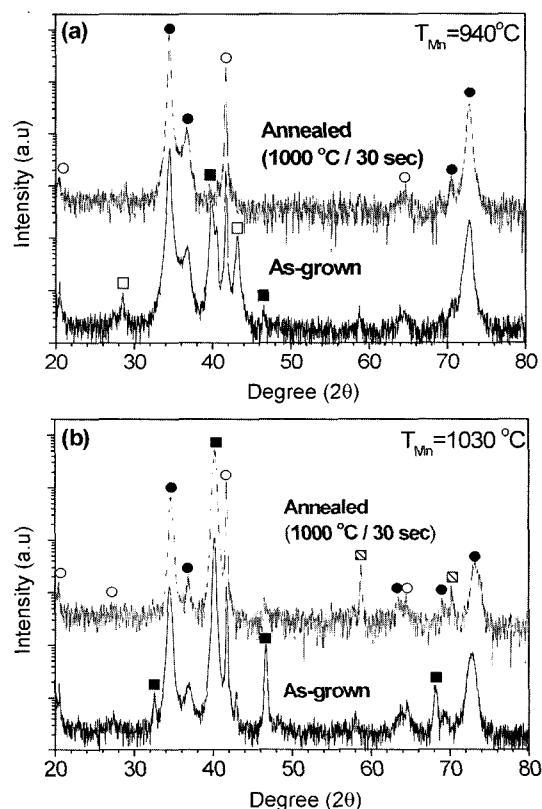 (a)
T_Mn=940°C
Annealed
(1000 °C / 30 sec)
As-grown
Intensity (a.u)
20 30 40 50 60 70 80
Degree (2θ)
(b)
T_Mn=1030 °C
Annealed
(1000 °C / 30 sec)
As-grown
Intensity (a.u)
20 30 40 50 60 70 80
Degree (2θ)